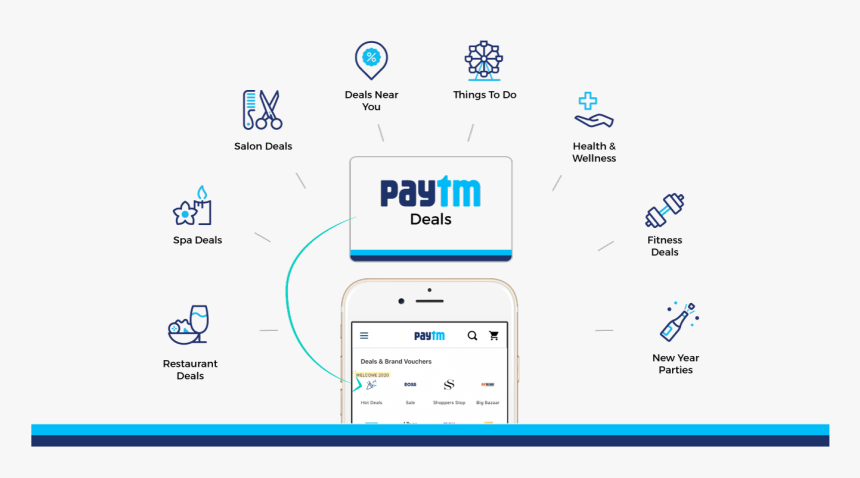 Deals Near
You
Things To Do
Salon Deals
Health &
Wellness
paytm
Deals
Spa Deals
Fitness
Deals
Restaurant
Deals
New Year
Parties
paytm
Deals & Brand Vouchers
WELCOME 2020
Hot Deals
Sale
Shoppers Stop
Big Bazaar